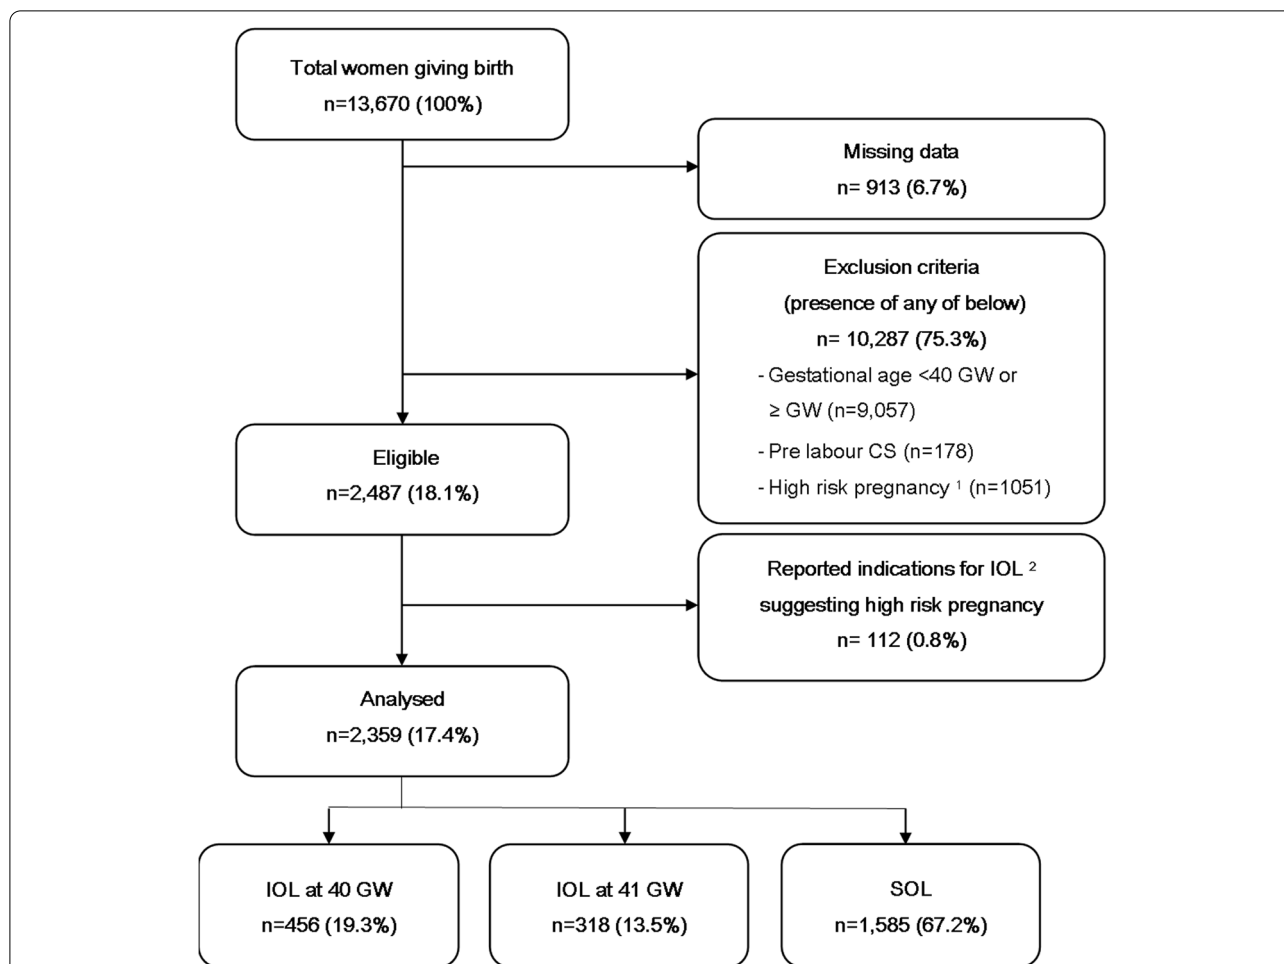 Total women giving birth
n=13,670 (100%)
Missing data
n= 913 (6.7%)
Exclusion criteria
(presence of any of below)
n= 10,287 (75.3%)
- Gestational age <40 GW or
≥ GW (n=9,057)
- Pre labour CS (n=178)
- High risk pregnancy ¹ (n=1051)
Eligible
n=2,487 (18.1%)
Reported indications for IOL ²
suggesting high risk pregnancy
n= 112 (0.8%)
Analysed
n=2,359 (17.4%)
IOL at 40 GW
n=456 (19.3%)
IOL at 41 GW
n=318 (13.5%)
SOL
n=1,585 (67.2%)